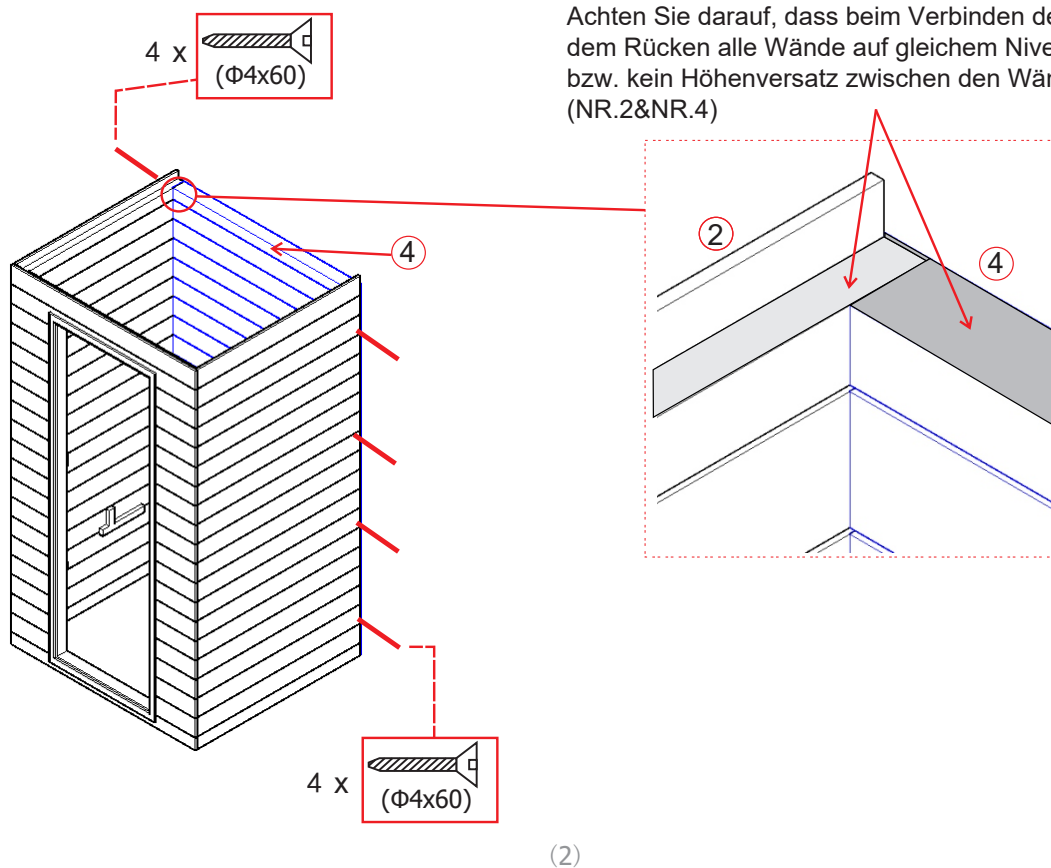 Achten Sie darauf, dass beim Verbinden de
dem Rücken alle Wände auf gleichem Nive
bzw. kein Höhenversatz zwischen den Wär
(NR.2&NR.4)
4 x
(Φ4x60)
2
4
4
4 x
(Φ4x60)
(2)